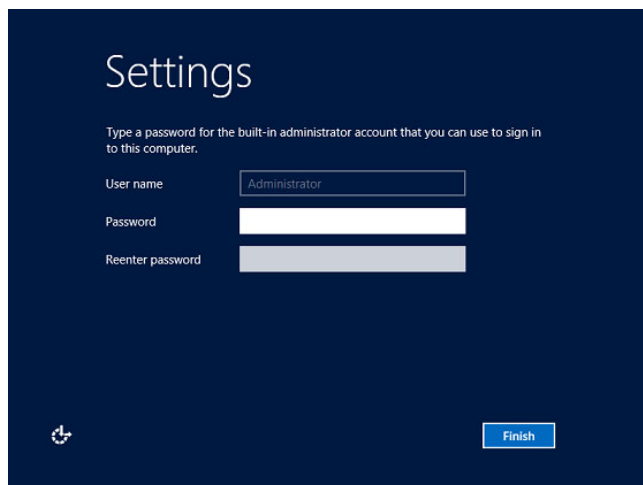 Settings
Type a password for the built-in administrator account that you can use to sign in
to this computer.
User name
Administrator
Password
Reenter password
Finish